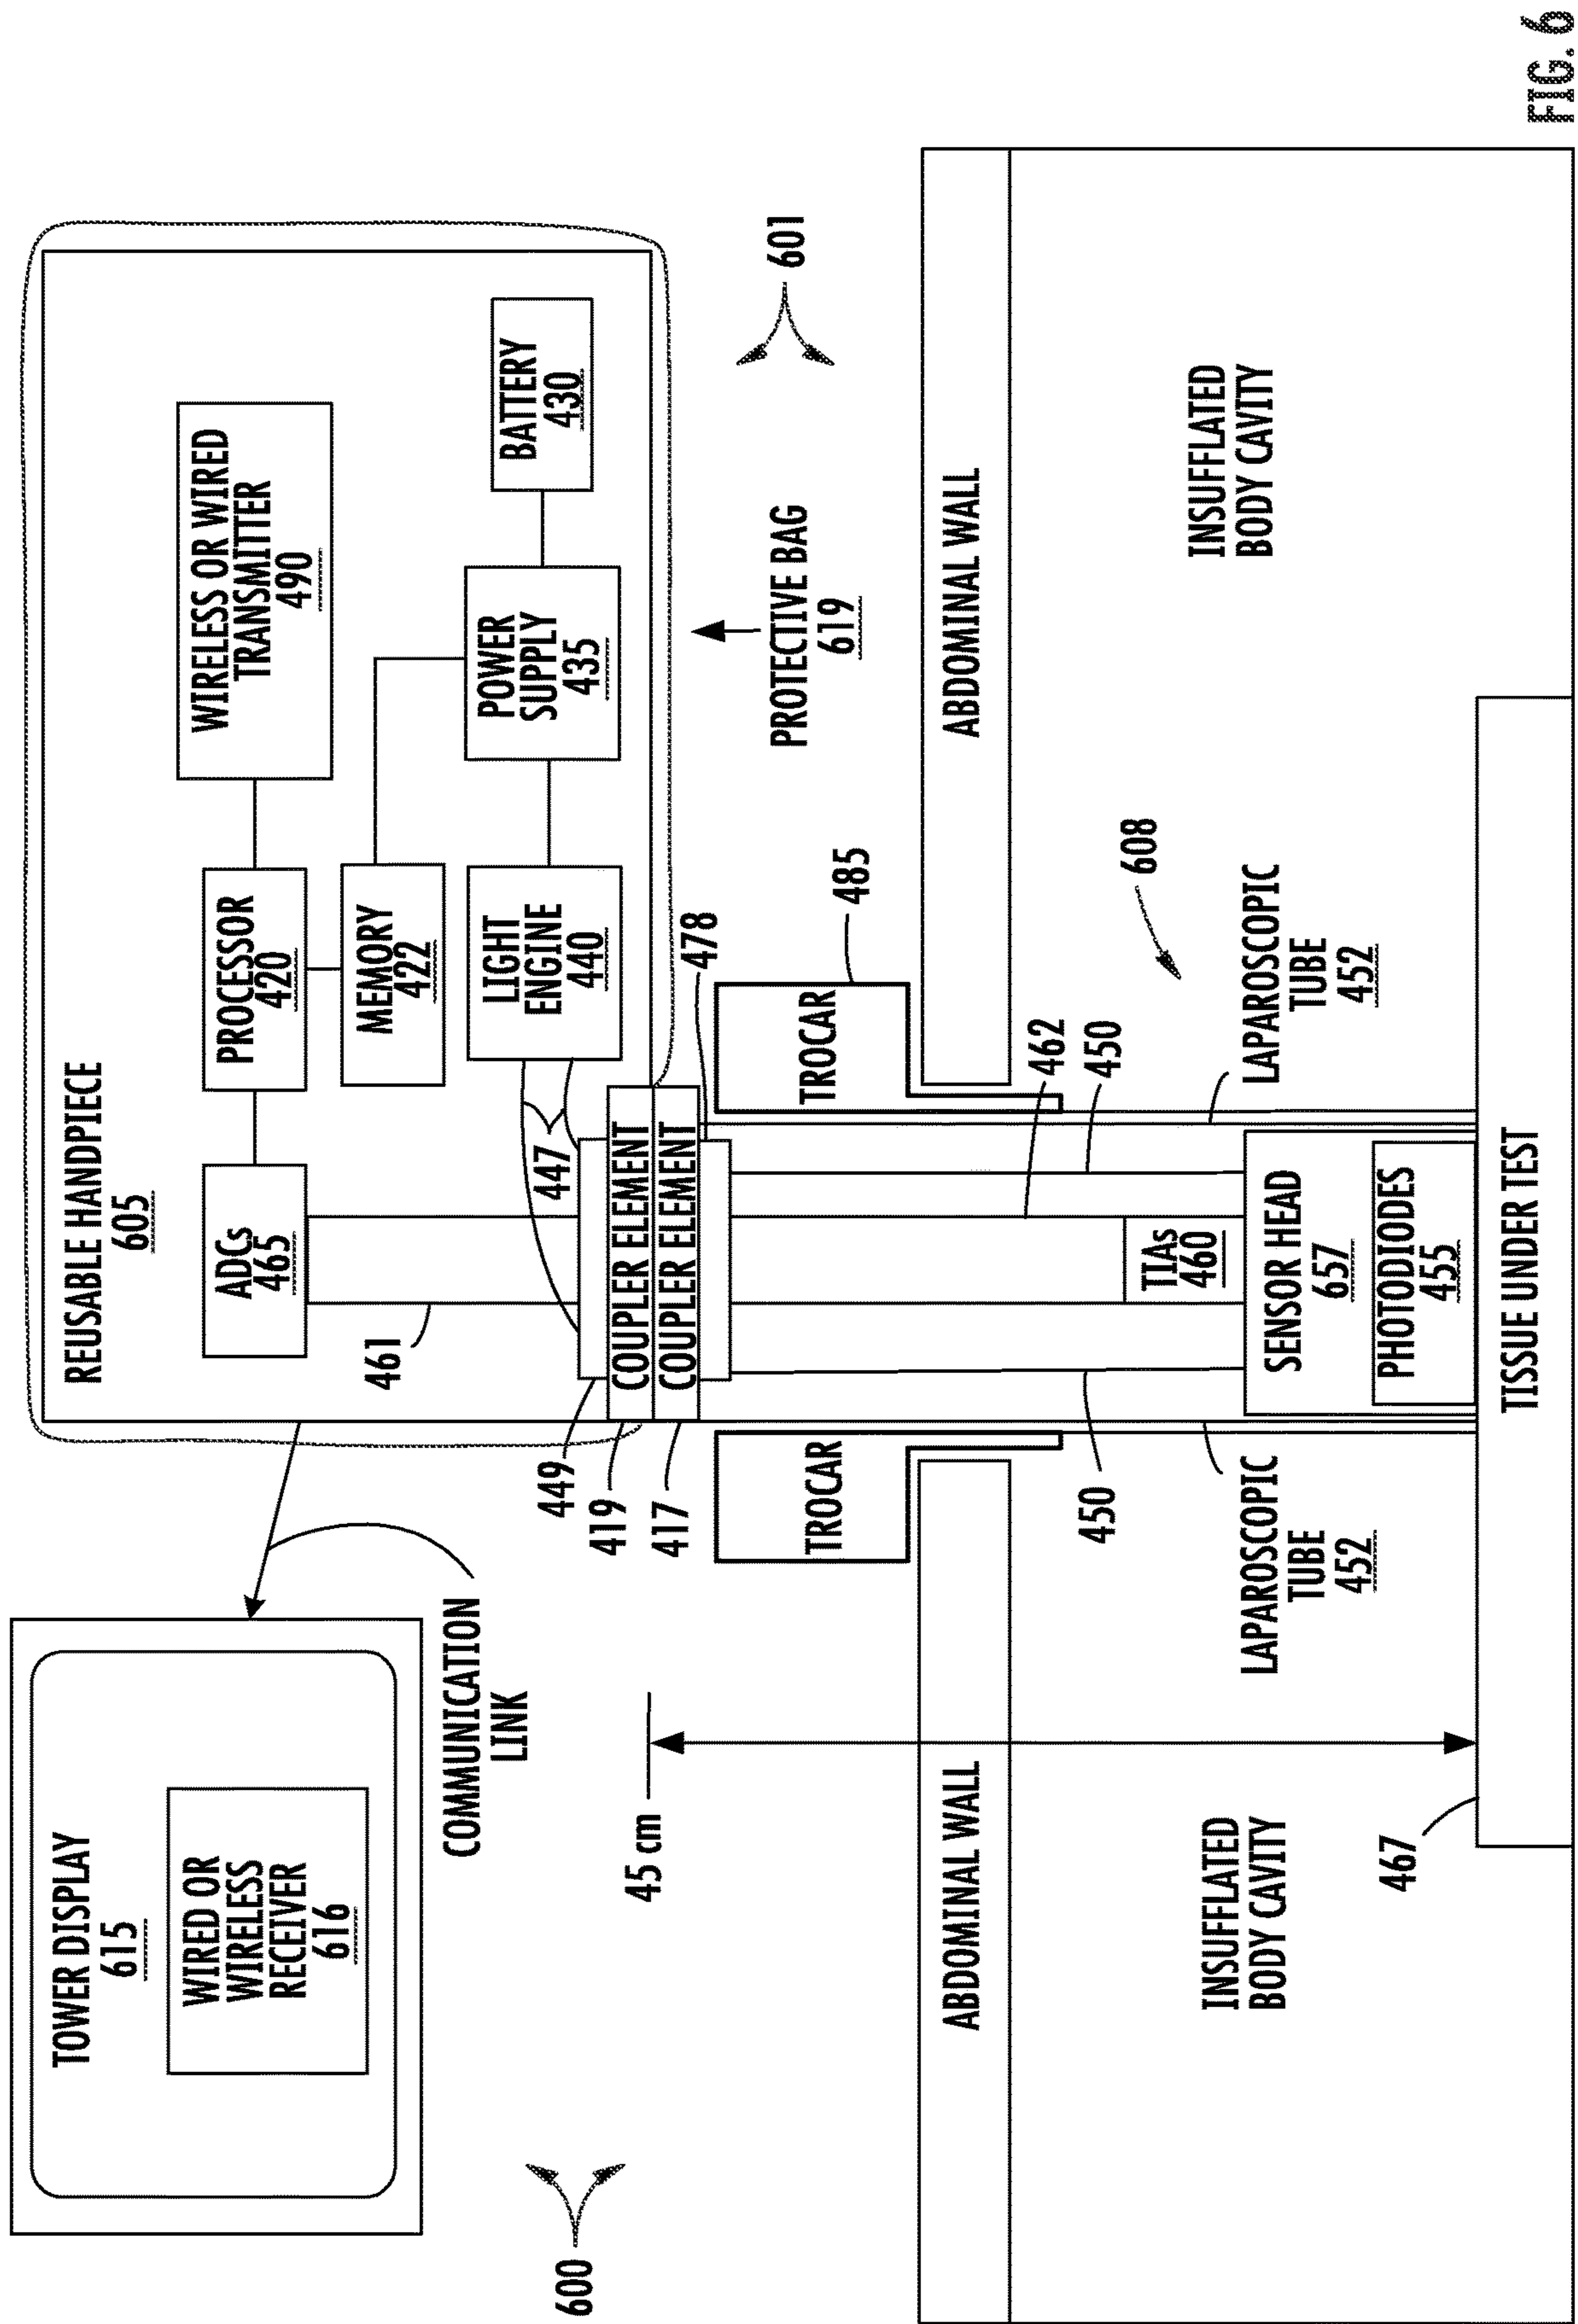 TOWER DISPLAY
615
WIRED OR
WIRELESS
RECEIVER
616
COMMUNICATION
LINK
REUSABLE HANDPIECE
605
ADCs
465
PROCESSOR
420
WIRELESS OR WIRED
TRANSMITTER
490
MEMORY
422
LIGHT
ENGINE
440
POWER
SUPPLY
435
BATTERY
430
461
447
449
419
417
COUPLER ELEMENT
COUPLER ELEMENT
478
PROTECTIVE BAG
619
601
600
45 cm
TROCAR
TROCAR
485
ABDOMINAL WALL
ABDOMINAL WALL
462
450
450
608
TIAs
460
LAPAROSCOPIC
TUBE
452
LAPAROSCOPIC
TUBE
452
INSUFFLATED
BODY CAVITY
INSUFFLATED
BODY CAVITY
SENSOR HEAD
657
PHOTODIODES
455
467
TISSUE UNDER TEST
FIG. 6